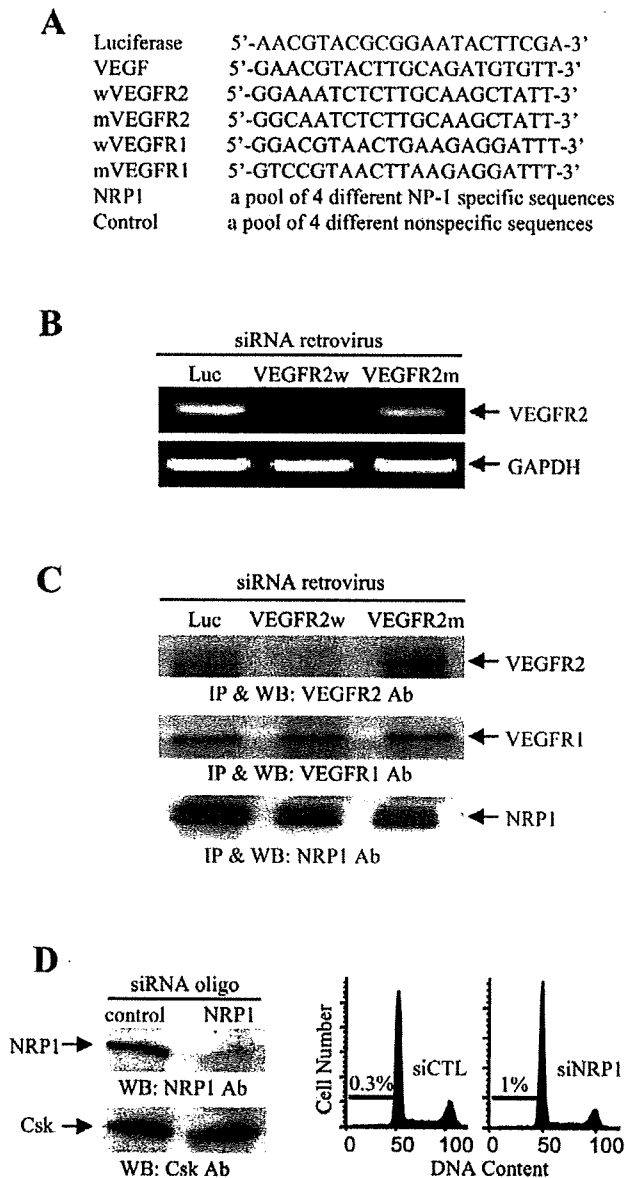 A
Luciferase 5'-AACGTACGCGGAATACTTCGA-3'
VEGF 5'-GAACGTACTTGCAGATGTGTT-3'
wVEGFR2 5'-GGAAATCTCTTGCAAGCTATT-3'
mVEGFR2 5'-GGCAATCTCTTGCAAGCTATT-3'
wVEGFR1 5'-GGACGTAACTGAAGAGGATTT-3'
mVEGFR1 5'-GTCCGTAACTTAAGAGGATTT-3'
NRP1 a pool of 4 different NP-1 specific sequences
Control a pool of 4 different nonspecific sequences
B
siRNA retrovirus
Luc VEGFR2w VEGFR2m
VEGFR2
GAPDH
C
siRNA retrovirus
Luc VEGFR2w VEGFR2m
VEGFR2
IP & WB: VEGFR2 Ab
VEGFR1
IP & WB: VEGFR1 Ab
NRP1
IP & WB: NRP1 Ab
D
siRNA oligo
control NRP1
NRP1
WB: NRP1 Ab
Csk
WB: Csk Ab
Cell Number
0.3% siCTL
1% siNRP1
0 50 100 0 50 100
DNA Content